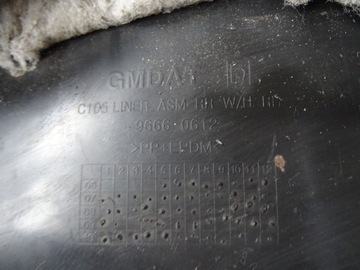 GMDAT
C105 LINER ASM-RR W/H RH
9666 0612
>PP+EPDM<
1 2 3 4 5 6 7 8 9 10 11 12